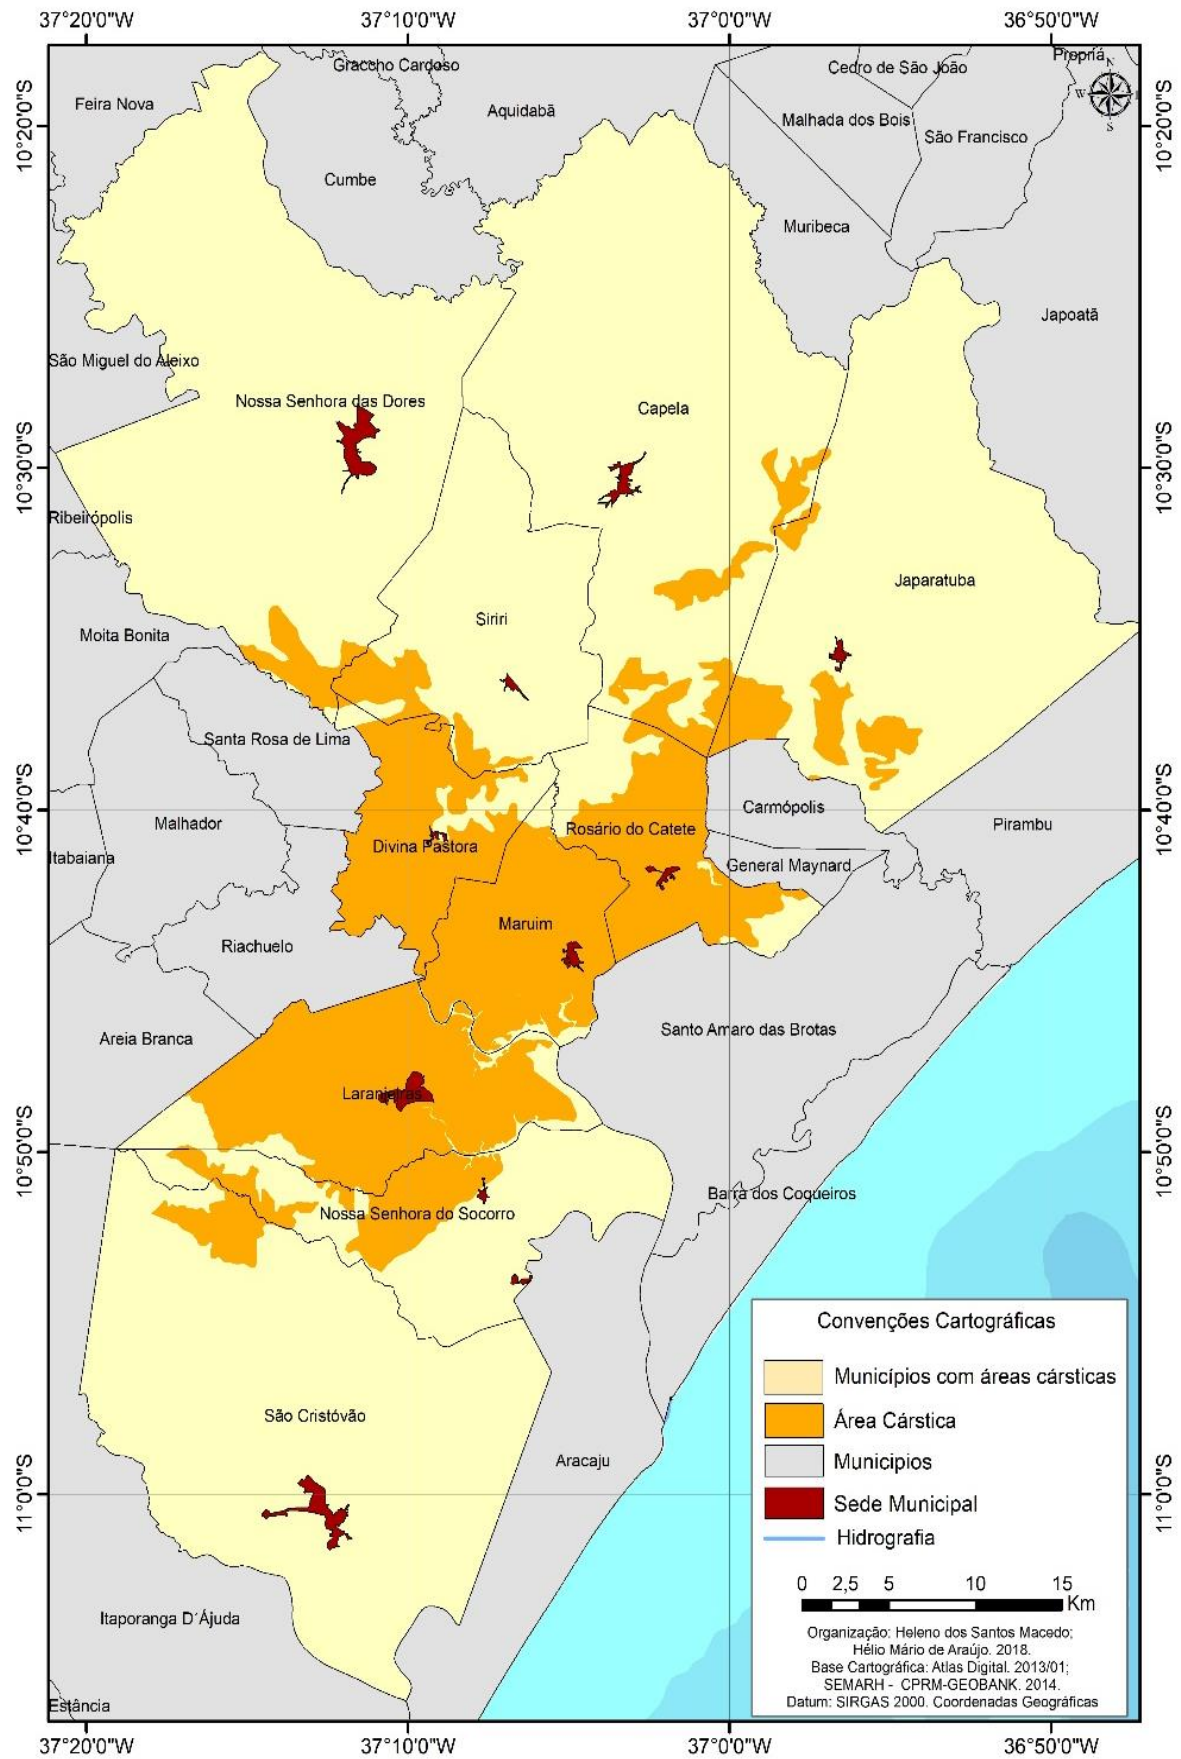 37°20'0"W 37°10'0"W 37°0'0"W 36°50'0"W
Graccho Cardoso
Cedro de São João
Propriá
N
W
S
Feira Nova
Aquidabã
Malhada dos Bois
São Francisco
10°20'0"S
10°20'0"S
Cumbe
Muribeca
Japoatã
São Miguel do Aleixo
Nossa Senhora das Dores
Capela
10°30'0"S
10°30'0"S
Ribeirópolis
Japaratuba
Siriri
Moita Bonita
Santa Rosa de Lima
Carmópolis
10°40'0"S
10°40'0"S
Malhador
Rosário do Catete
Pirambu
Divina Pastora
Itabaiana
General Maynard
Maruim
Riachuelo
Santo Amaro das Brotas
Areia Branca
Laranjeiras
10°50'0"S
10°50'0"S
Barra dos Coqueiros
Nossa Senhora do Socorro
São Cristóvão
Aracaju
11°0'0"S
11°0'0"S
Itaporanga D´Ájuda
Estância
Convenções Cartográficas
Municípios com áreas cársticas
Área Cárstica
Municipios
Sede Municipal
Hidrografia
0 2,5 5 10 15
Km
Organização: Heleno dos Santos Macedo;
Hélio Mário de Araújo. 2018.
Base Cartográfica: Atlas Digital. 2013/01;
SEMARH - CPRM-GEOBANK. 2014.
Datum: SIRGAS 2000. Coordenadas Geográficas
37°20'0"W 37°10'0"W 37°0'0"W 36°50'0"W